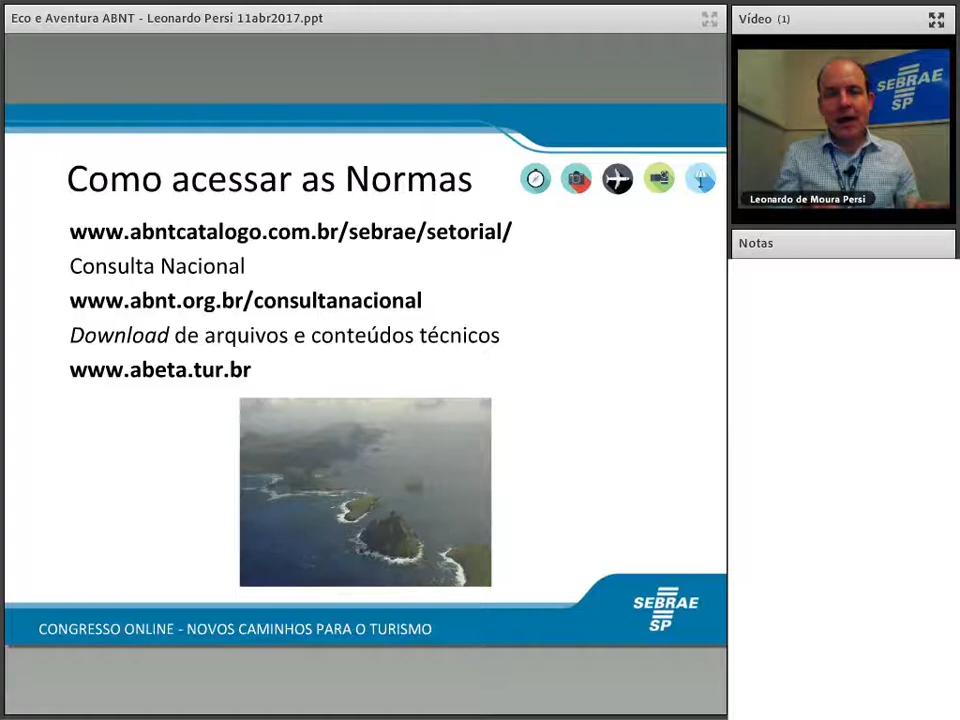 Eco e Aventura ABNT - Leonardo Persi 11abr2017.ppt
Como acessar as Normas
www.abntcatalogo.com.br/sebrae/setorial/
Consulta Nacional
www.abnt.org.br/consultanacional
Download de arquivos e conteúdos técnicos
www.abeta.tur.br
SEBRAE
SP
CONGRESSO ONLINE - NOVOS CAMINHOS PARA O TURISMO
Vídeo (1)
SEBRAE
SP
Leonardo de Moura Persi
Notas